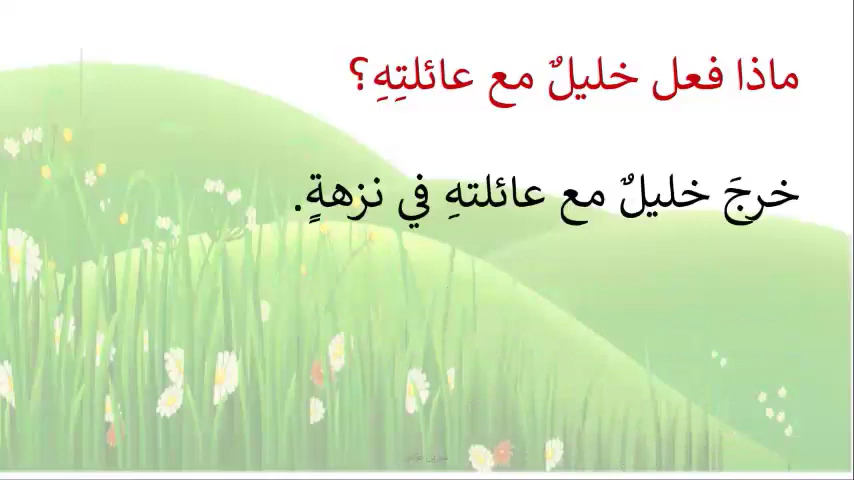 ماذا فعل خليلٌ مع عائلتِهِ؟
خرجَ خليلٌ مع عائلتهِ في نزهةٍ.